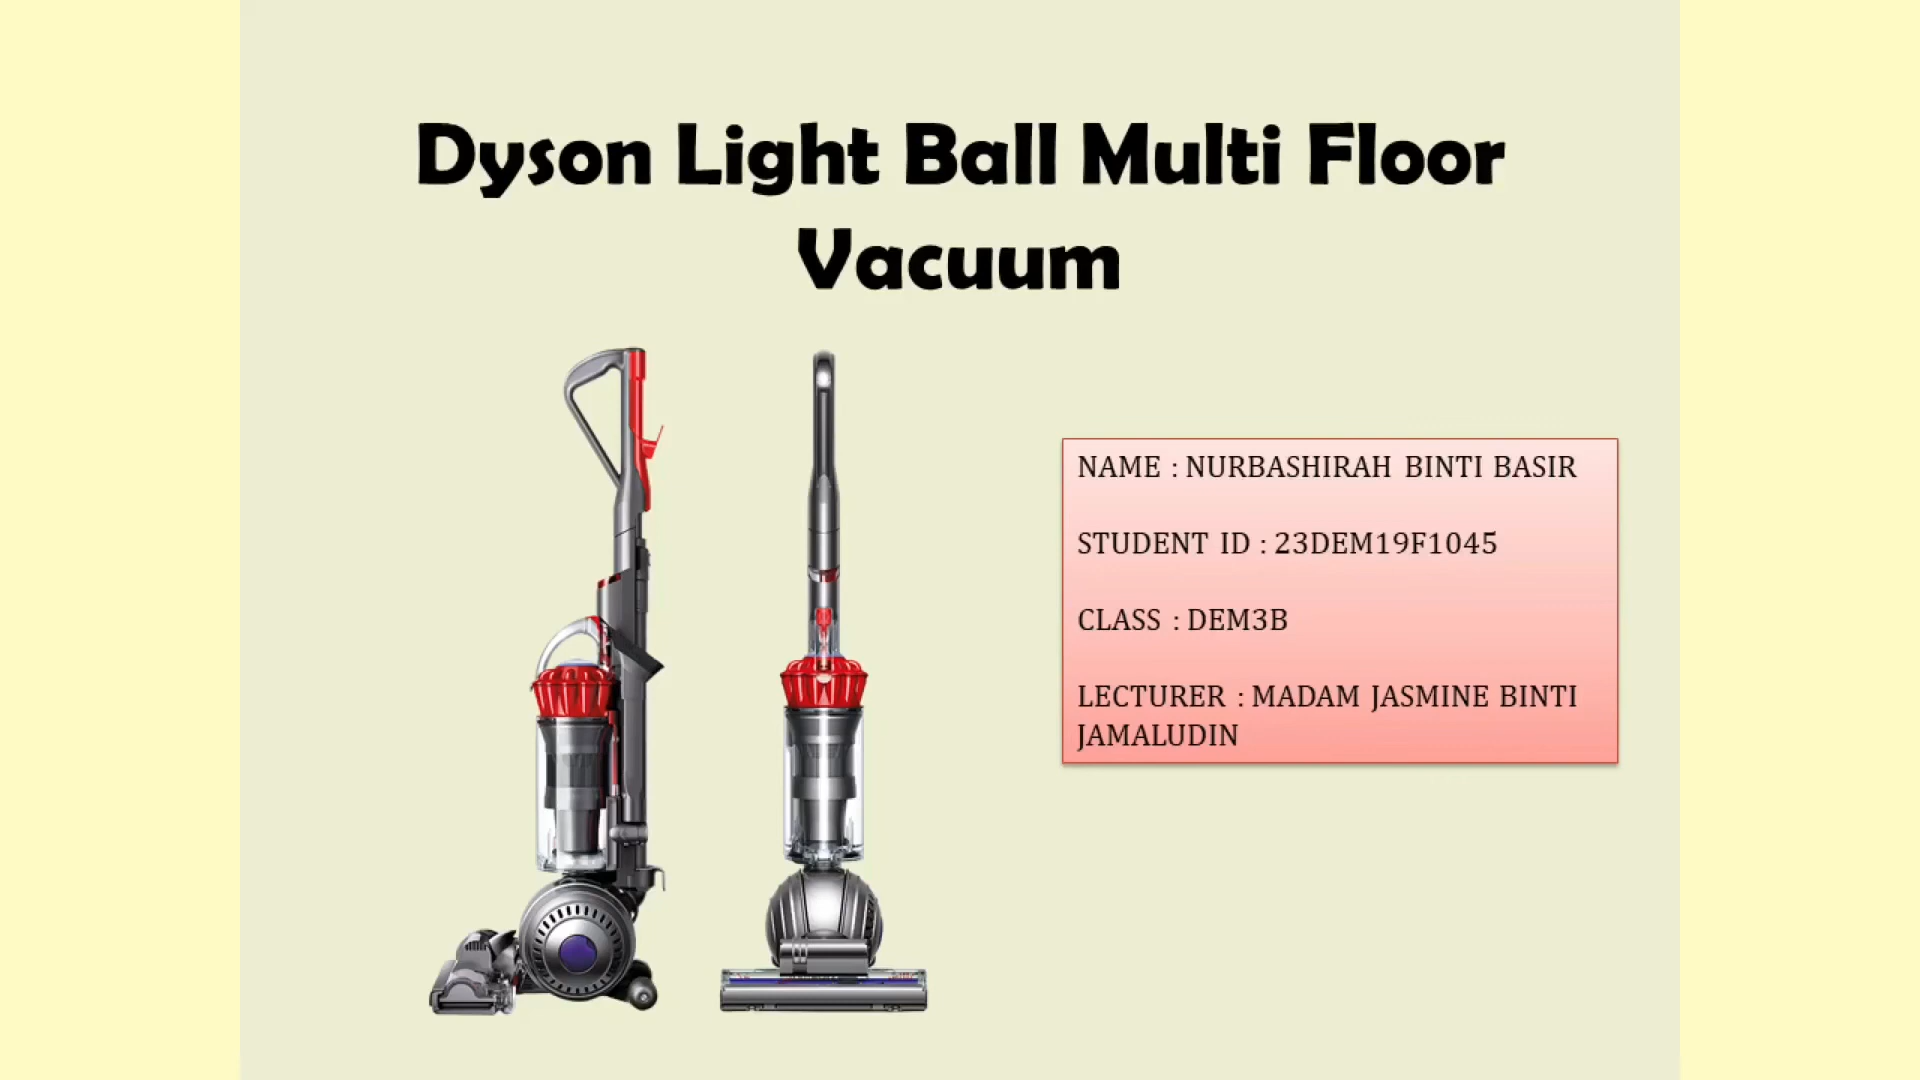 Dyson Light Ball Multi Floor
Vacuum
NAME : NURBASHIRAH BINTI BASIR
STUDENT ID : 23DEM19F1045
CLASS : DEM3B
LECTURER : MADAM JASMINE BINTI
JAMALUDIN